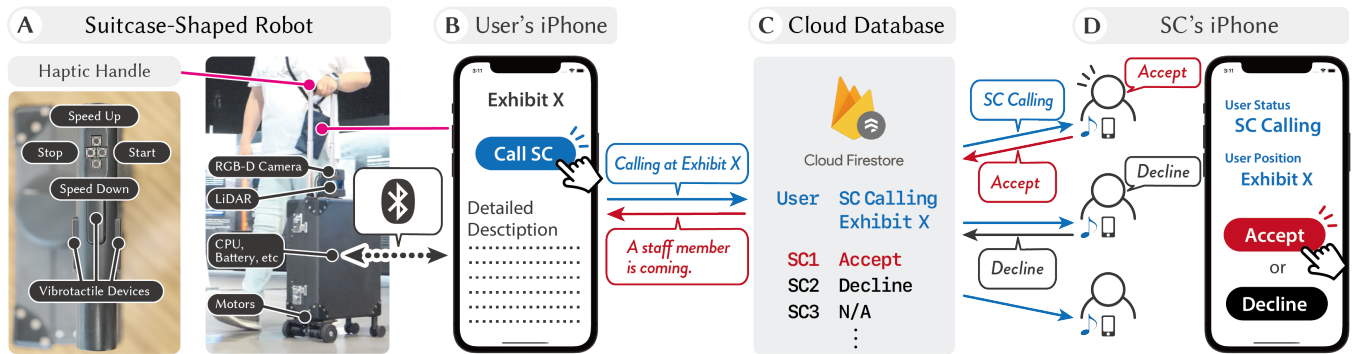 A Suitcase-Shaped Robot
Haptic Handle
Speed Up
Stop
Start
Speed Down
Vibrotactile Devices
RGB-D Camera
LiDAR
CPU,
Battery, etc
Motors
B User's iPhone
3:11
Exhibit X
Call SC
Detailed
Desctiption
Calling at Exhibit X
A staff member
is coming.
C Cloud Database
Cloud Firestore
User SC Calling
Exhibit X
SC1 Accept
SC2 Decline
SC3 N/A
D SC's iPhone
SC Calling
Accept
Accept
Decline
Decline
3:11
User Status
SC Calling
User Position
Exhibit X
Accept
or
Decline